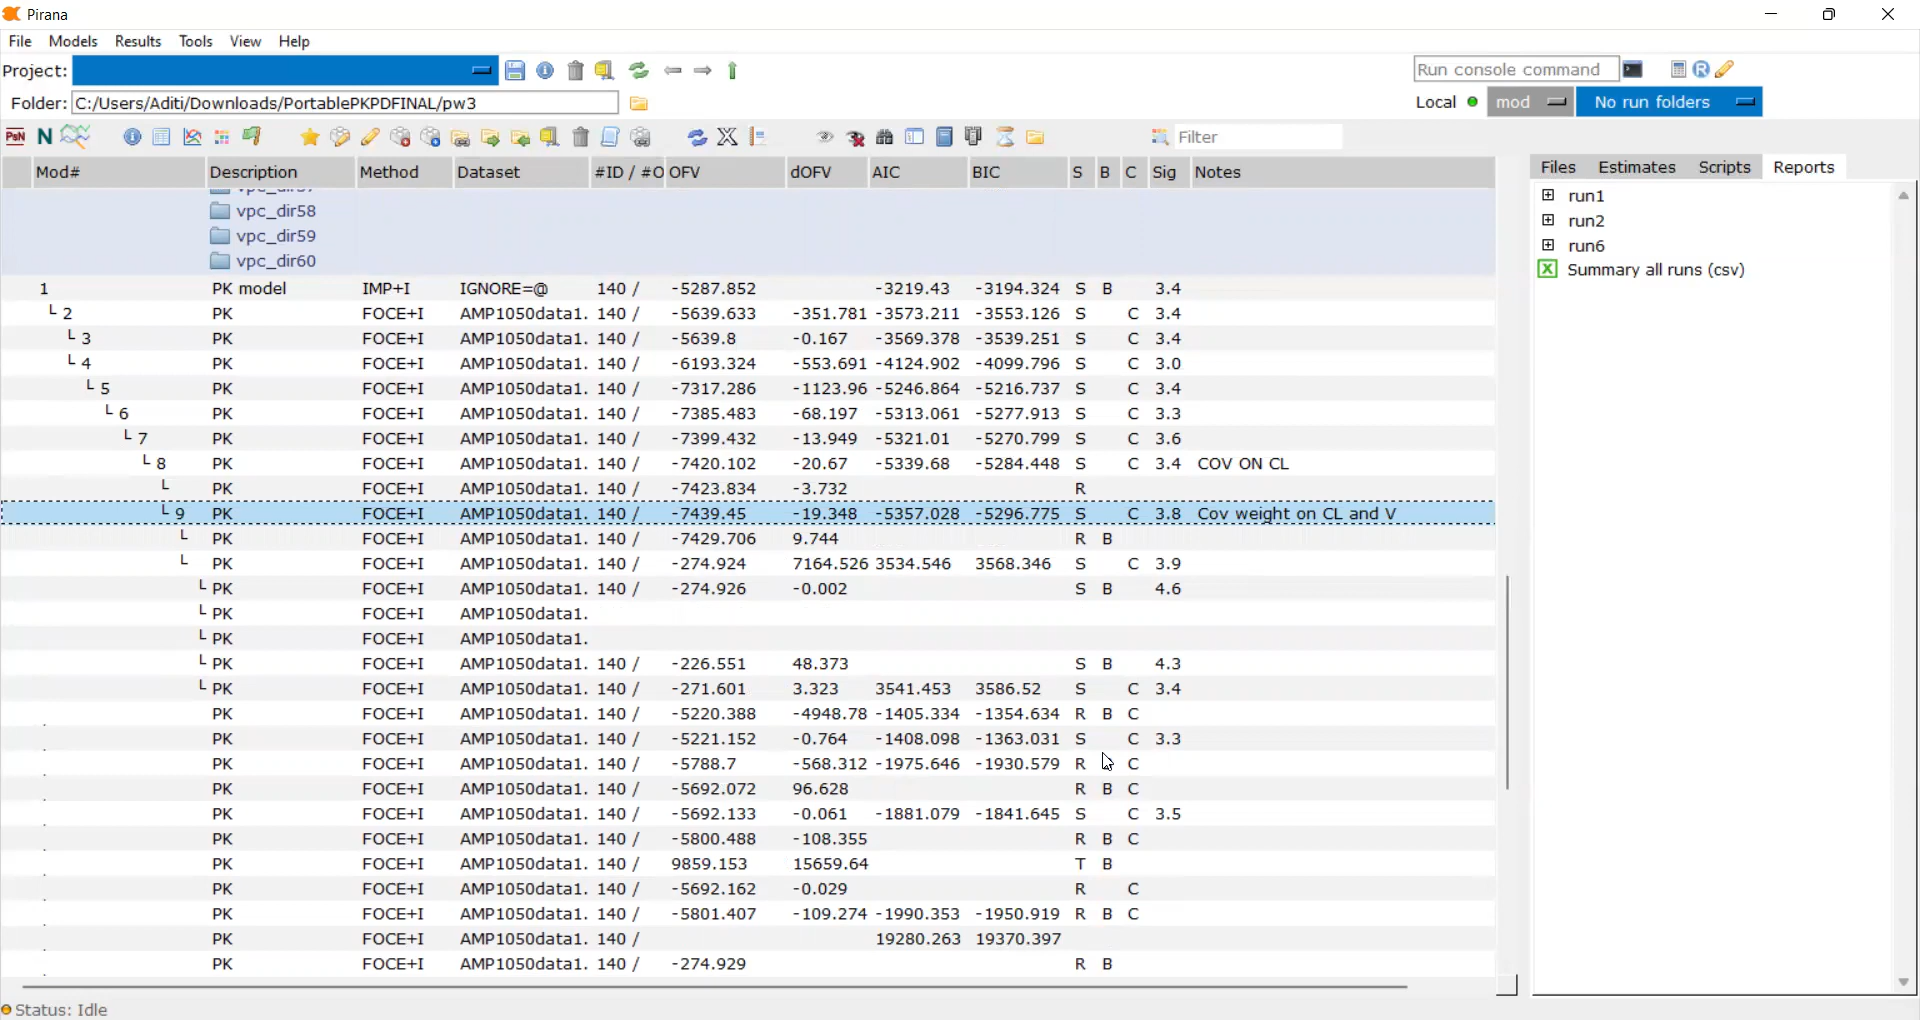 Pirana
File Models Results Tools View Help
Project: Run console command
Folder: C:/Users/Aditi/Downloads/PortablePKPDFINAL/pw3 Local mod No run folders
PsN N Filter
Mod# Description Method Dataset #ID / #O OFV dOFV AIC BIC S B C Sig Notes
vpc_dir57
vpc_dir58
vpc_dir59
vpc_dir60
1 PK model IMP+I IGNORE=@ 140 / -5287.852 -3219.43 -3194.324 S B 3.4
2 PK FOCE+I AMP1050data1. 140 / -5639.633 -351.781 -3573.211 -3553.126 S C 3.4
3 PK FOCE+I AMP1050data1. 140 / -5639.8 -0.167 -3569.378 -3539.251 S C 3.4
4 PK FOCE+I AMP1050data1. 140 / -6193.324 -553.691 -4124.902 -4099.796 S C 3.0
5 PK FOCE+I AMP1050data1. 140 / -7317.286 -1123.96 -5246.864 -5216.737 S C 3.4
6 PK FOCE+I AMP1050data1. 140 / -7385.483 -68.197 -5313.061 -5277.913 S C 3.3
7 PK FOCE+I AMP1050data1. 140 / -7399.432 -13.949 -5321.01 -5270.799 S C 3.6
8 PK FOCE+I AMP1050data1. 140 / -7420.102 -20.67 -5339.68 -5284.448 S C 3.4 COV ON CL
PK FOCE+I AMP1050data1. 140 / -7423.834 -3.732 R
9 PK FOCE+I AMP1050data1. 140 / -7439.45 -19.348 -5357.028 -5296.775 S C 3.8 Cov weight on CL and V
PK FOCE+I AMP1050data1. 140 / -7429.706 9.744 R B
PK FOCE+I AMP1050data1. 140 / -274.924 7164.526 3534.546 3568.346 S C 3.9
PK FOCE+I AMP1050data1. 140 / -274.926 -0.002 S B 4.6
PK FOCE+I AMP1050data1.
PK FOCE+I AMP1050data1.
PK FOCE+I AMP1050data1. 140 / -226.551 48.373 S B 4.3
PK FOCE+I AMP1050data1. 140 / -271.601 3.323 3541.453 3586.52 S C 3.4
PK FOCE+I AMP1050data1. 140 / -5220.388 -4948.78 -1405.334 -1354.634 R B C
PK FOCE+I AMP1050data1. 140 / -5221.152 -0.764 -1408.098 -1363.031 S C 3.3
PK FOCE+I AMP1050data1. 140 / -5788.7 -568.312 -1975.646 -1930.579 R C
PK FOCE+I AMP1050data1. 140 / -5692.072 96.628 R B C
PK FOCE+I AMP1050data1. 140 / -5692.133 -0.061 -1881.079 -1841.645 S C 3.5
PK FOCE+I AMP1050data1. 140 / -5800.488 -108.355 R B C
PK FOCE+I AMP1050data1. 140 / 9859.153 15659.64 T B
PK FOCE+I AMP1050data1. 140 / -5692.162 -0.029 R C
PK FOCE+I AMP1050data1. 140 / -5801.407 -109.274 -1990.353 -1950.919 R B C
PK FOCE+I AMP1050data1. 140 / 19280.263 19370.397
PK FOCE+I AMP1050data1. 140 / -274.929 R B
Files Estimates Scripts Reports
run1
run2
run6
Summary all runs (csv)
Status: Idle